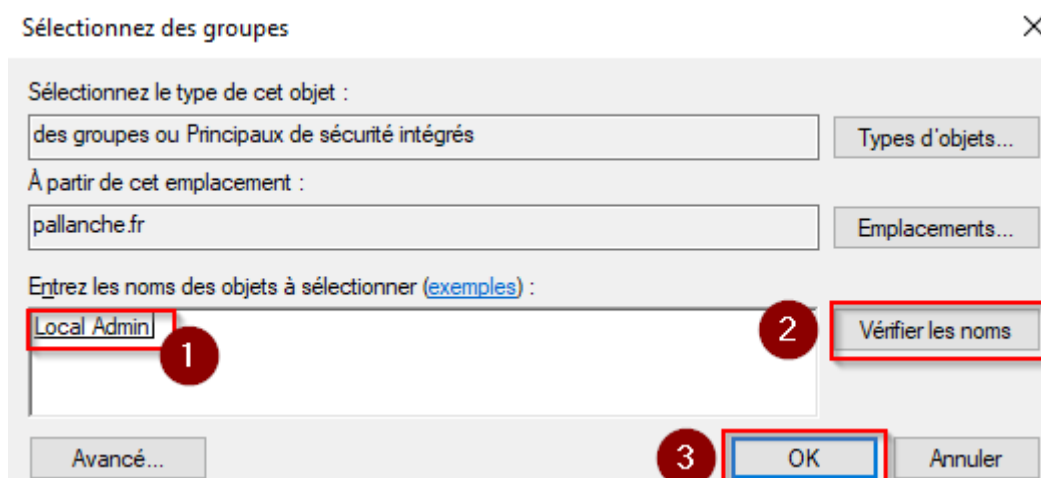 Sélectionnez des groupes
Sélectionnez le type de cet objet :
des groupes ou Principaux de sécurité intégrés
Types d'objets...
À partir de cet emplacement :
pallanche.fr
Emplacements...
Entrez les noms des objets à sélectionner (exemples) :
Local Admin
1
2
Vérifier les noms
Avancé...
3
OK
Annuler